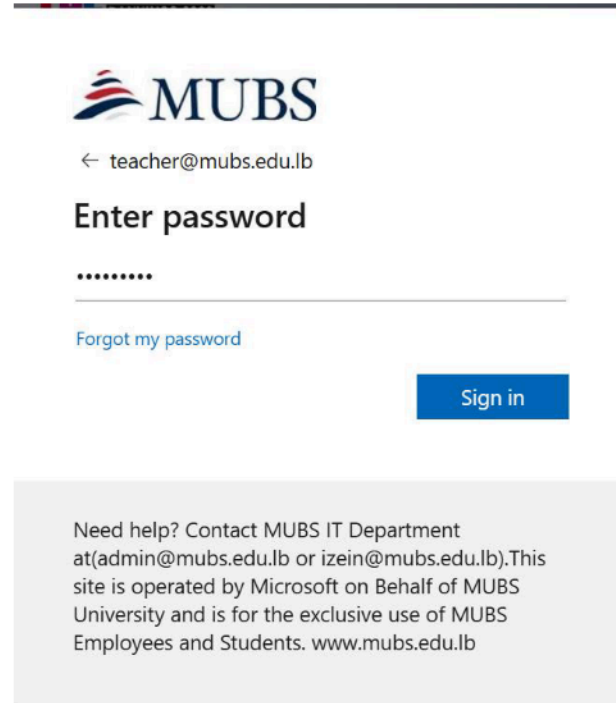 MUBS
← teacher@mubs.edu.lb
Enter password
•••••••••
Forgot my password
Sign in
Need help? Contact MUBS IT Department
at(admin@mubs.edu.lb or izein@mubs.edu.lb).This
site is operated by Microsoft on Behalf of MUBS
University and is for the exclusive use of MUBS
Employees and Students. www.mubs.edu.lb